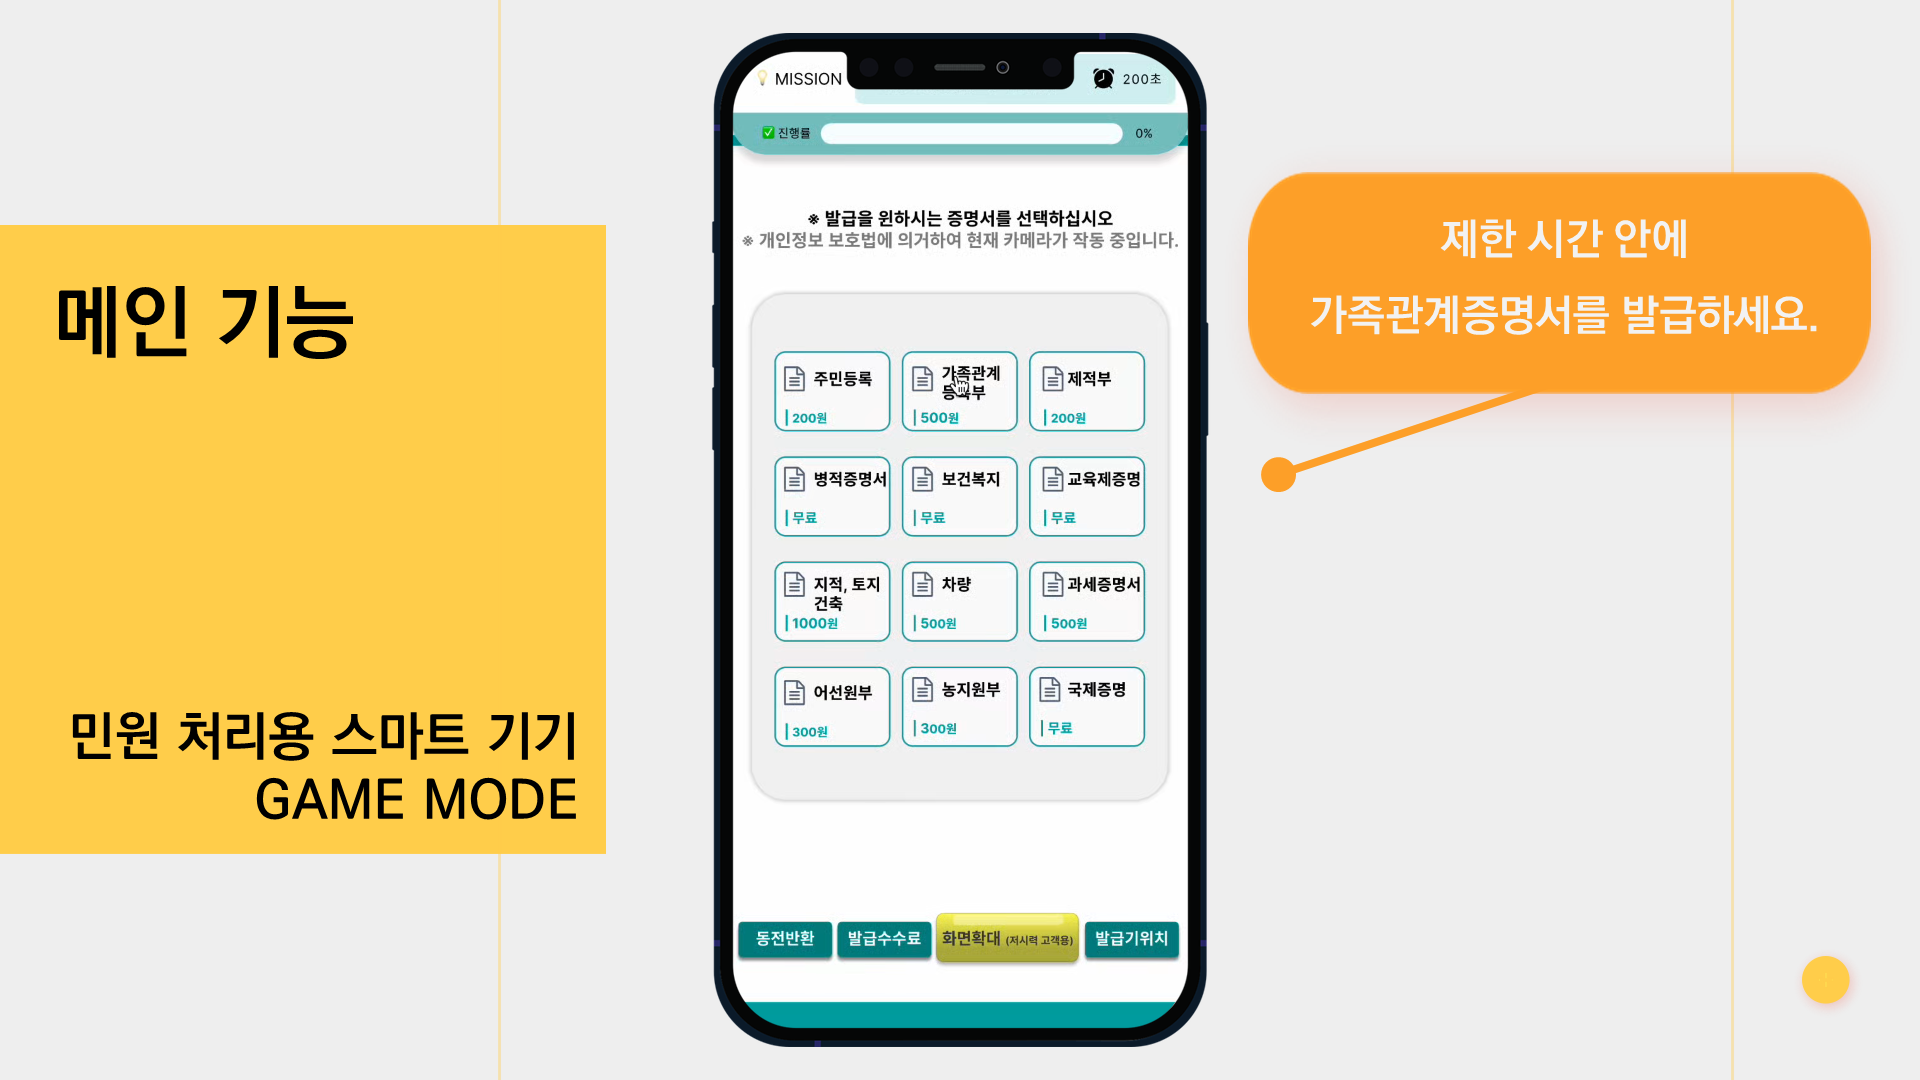 메인 기능
민원 처리용 스마트 기기
GAME MODE
MISSION
200초
진행률
0%
※ 발급을 원하시는 증명서를 선택하십시오
※ 개인정보 보호법에 의거하여 현재 카메라가 작동 중입니다.
주민등록
200원
가족관계
등록부
500원
제적부
200원
병적증명서
무료
보건복지
무료
교육제증명
무료
지적, 토지
건축
1000원
차량
500원
과세증명서
500원
어선원부
300원
농지원부
300원
국제증명
무료
동전반환
발급수수료
화면확대 (저시력 고객용)
발급기위치
제한 시간 안에
가족관계증명서를 발급하세요.